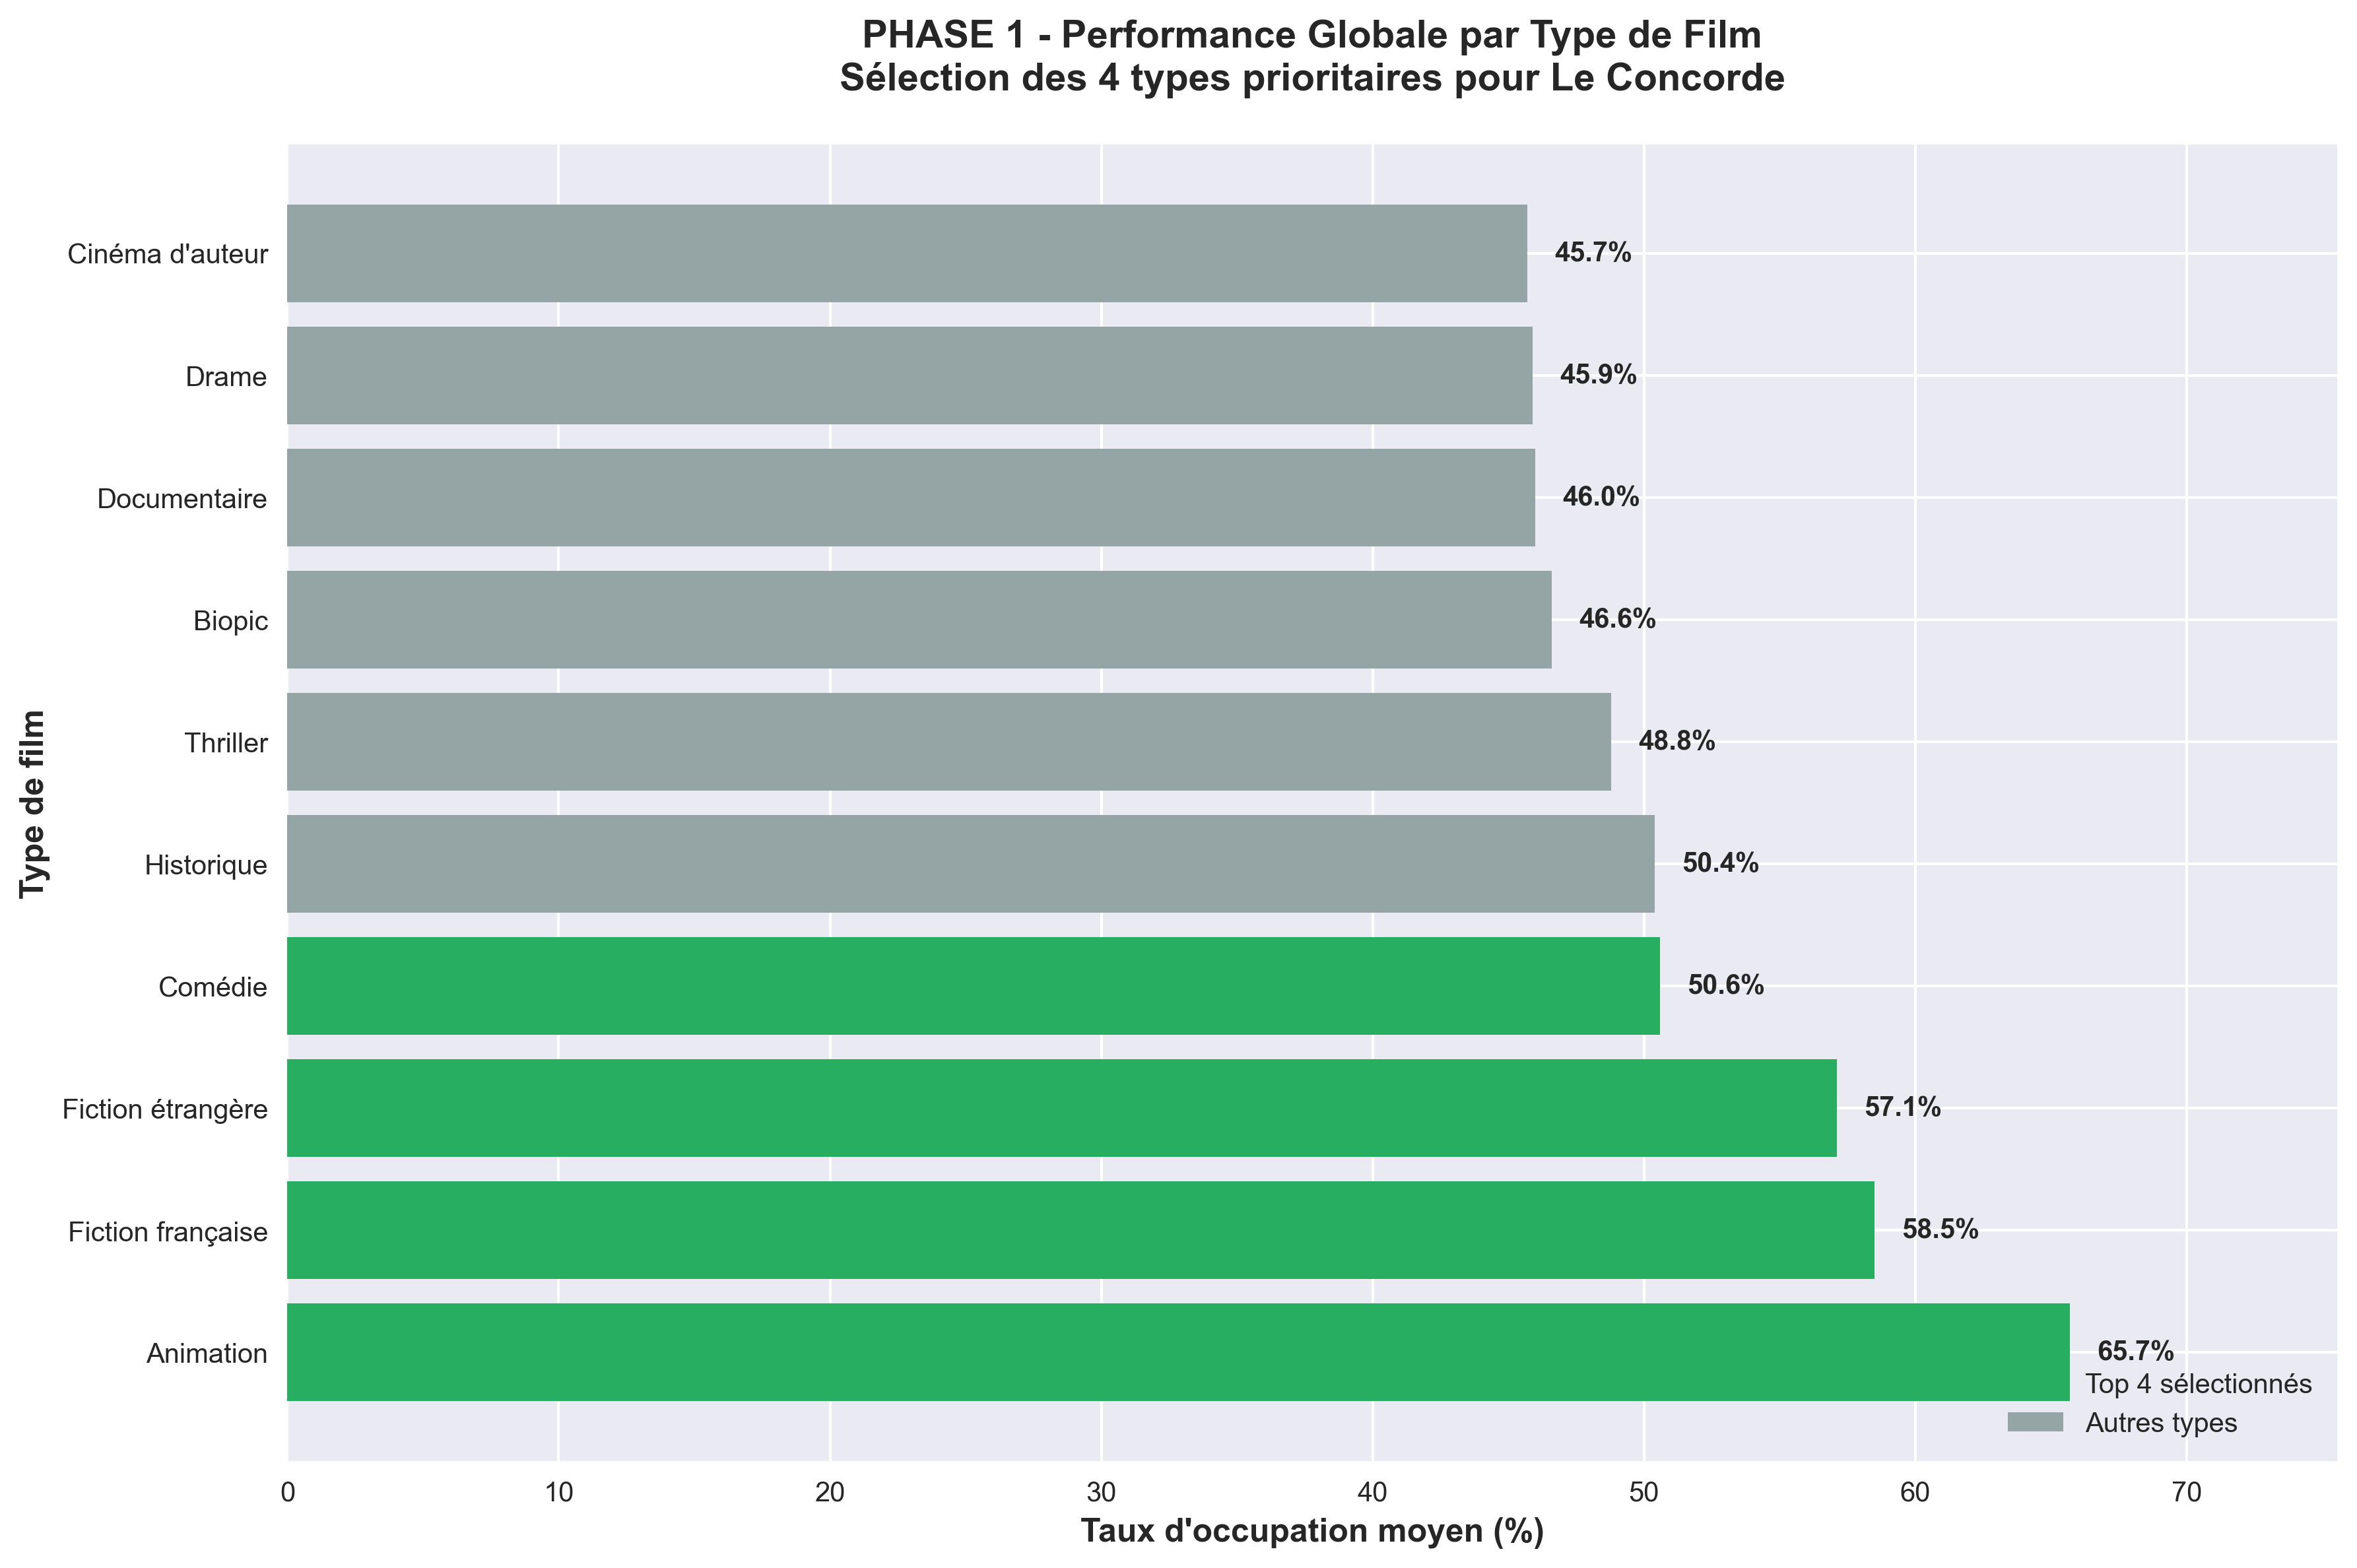 PHASE 1 - Performance Globale par Type de Film
Sélection des 4 types prioritaires pour Le Concorde
Type de film
Cinéma d'auteur 45.7%
Drame 45.9%
Documentaire 46.0%
Biopic 46.6%
Thriller 48.8%
Historique 50.4%
Comédie 50.6%
Fiction étrangère 57.1%
Fiction française 58.5%
Animation 65.7%
Top 4 sélectionnés
Autres types
0 10 20 30 40 50 60 70
Taux d'occupation moyen (%)